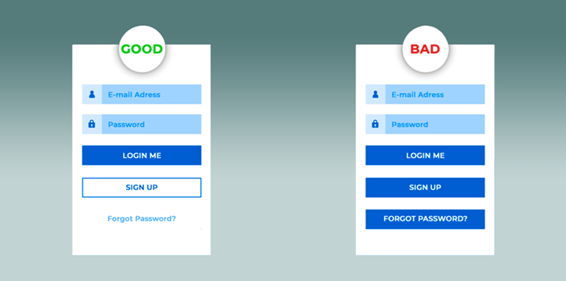 GOOD
E-mail Adress
Password
LOGIN ME
SIGN UP
Forgot Password?
BAD
E-mail Adress
Password
LOGIN ME
SIGN UP
FORGOT PASSWORD?